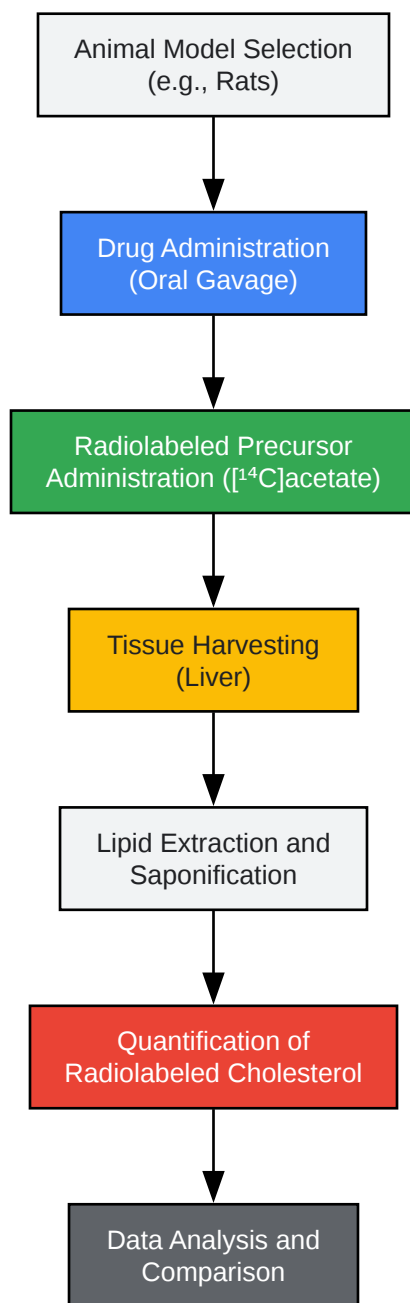 Animal Model Selection
(e.g., Rats)
Drug Administration
(Oral Gavage)
Radiolabeled Precursor
Administration ([¹⁴C]acetate)
Tissue Harvesting
(Liver)
Lipid Extraction and
Saponification
Quantification of
Radiolabeled Cholesterol
Data Analysis and
Comparison